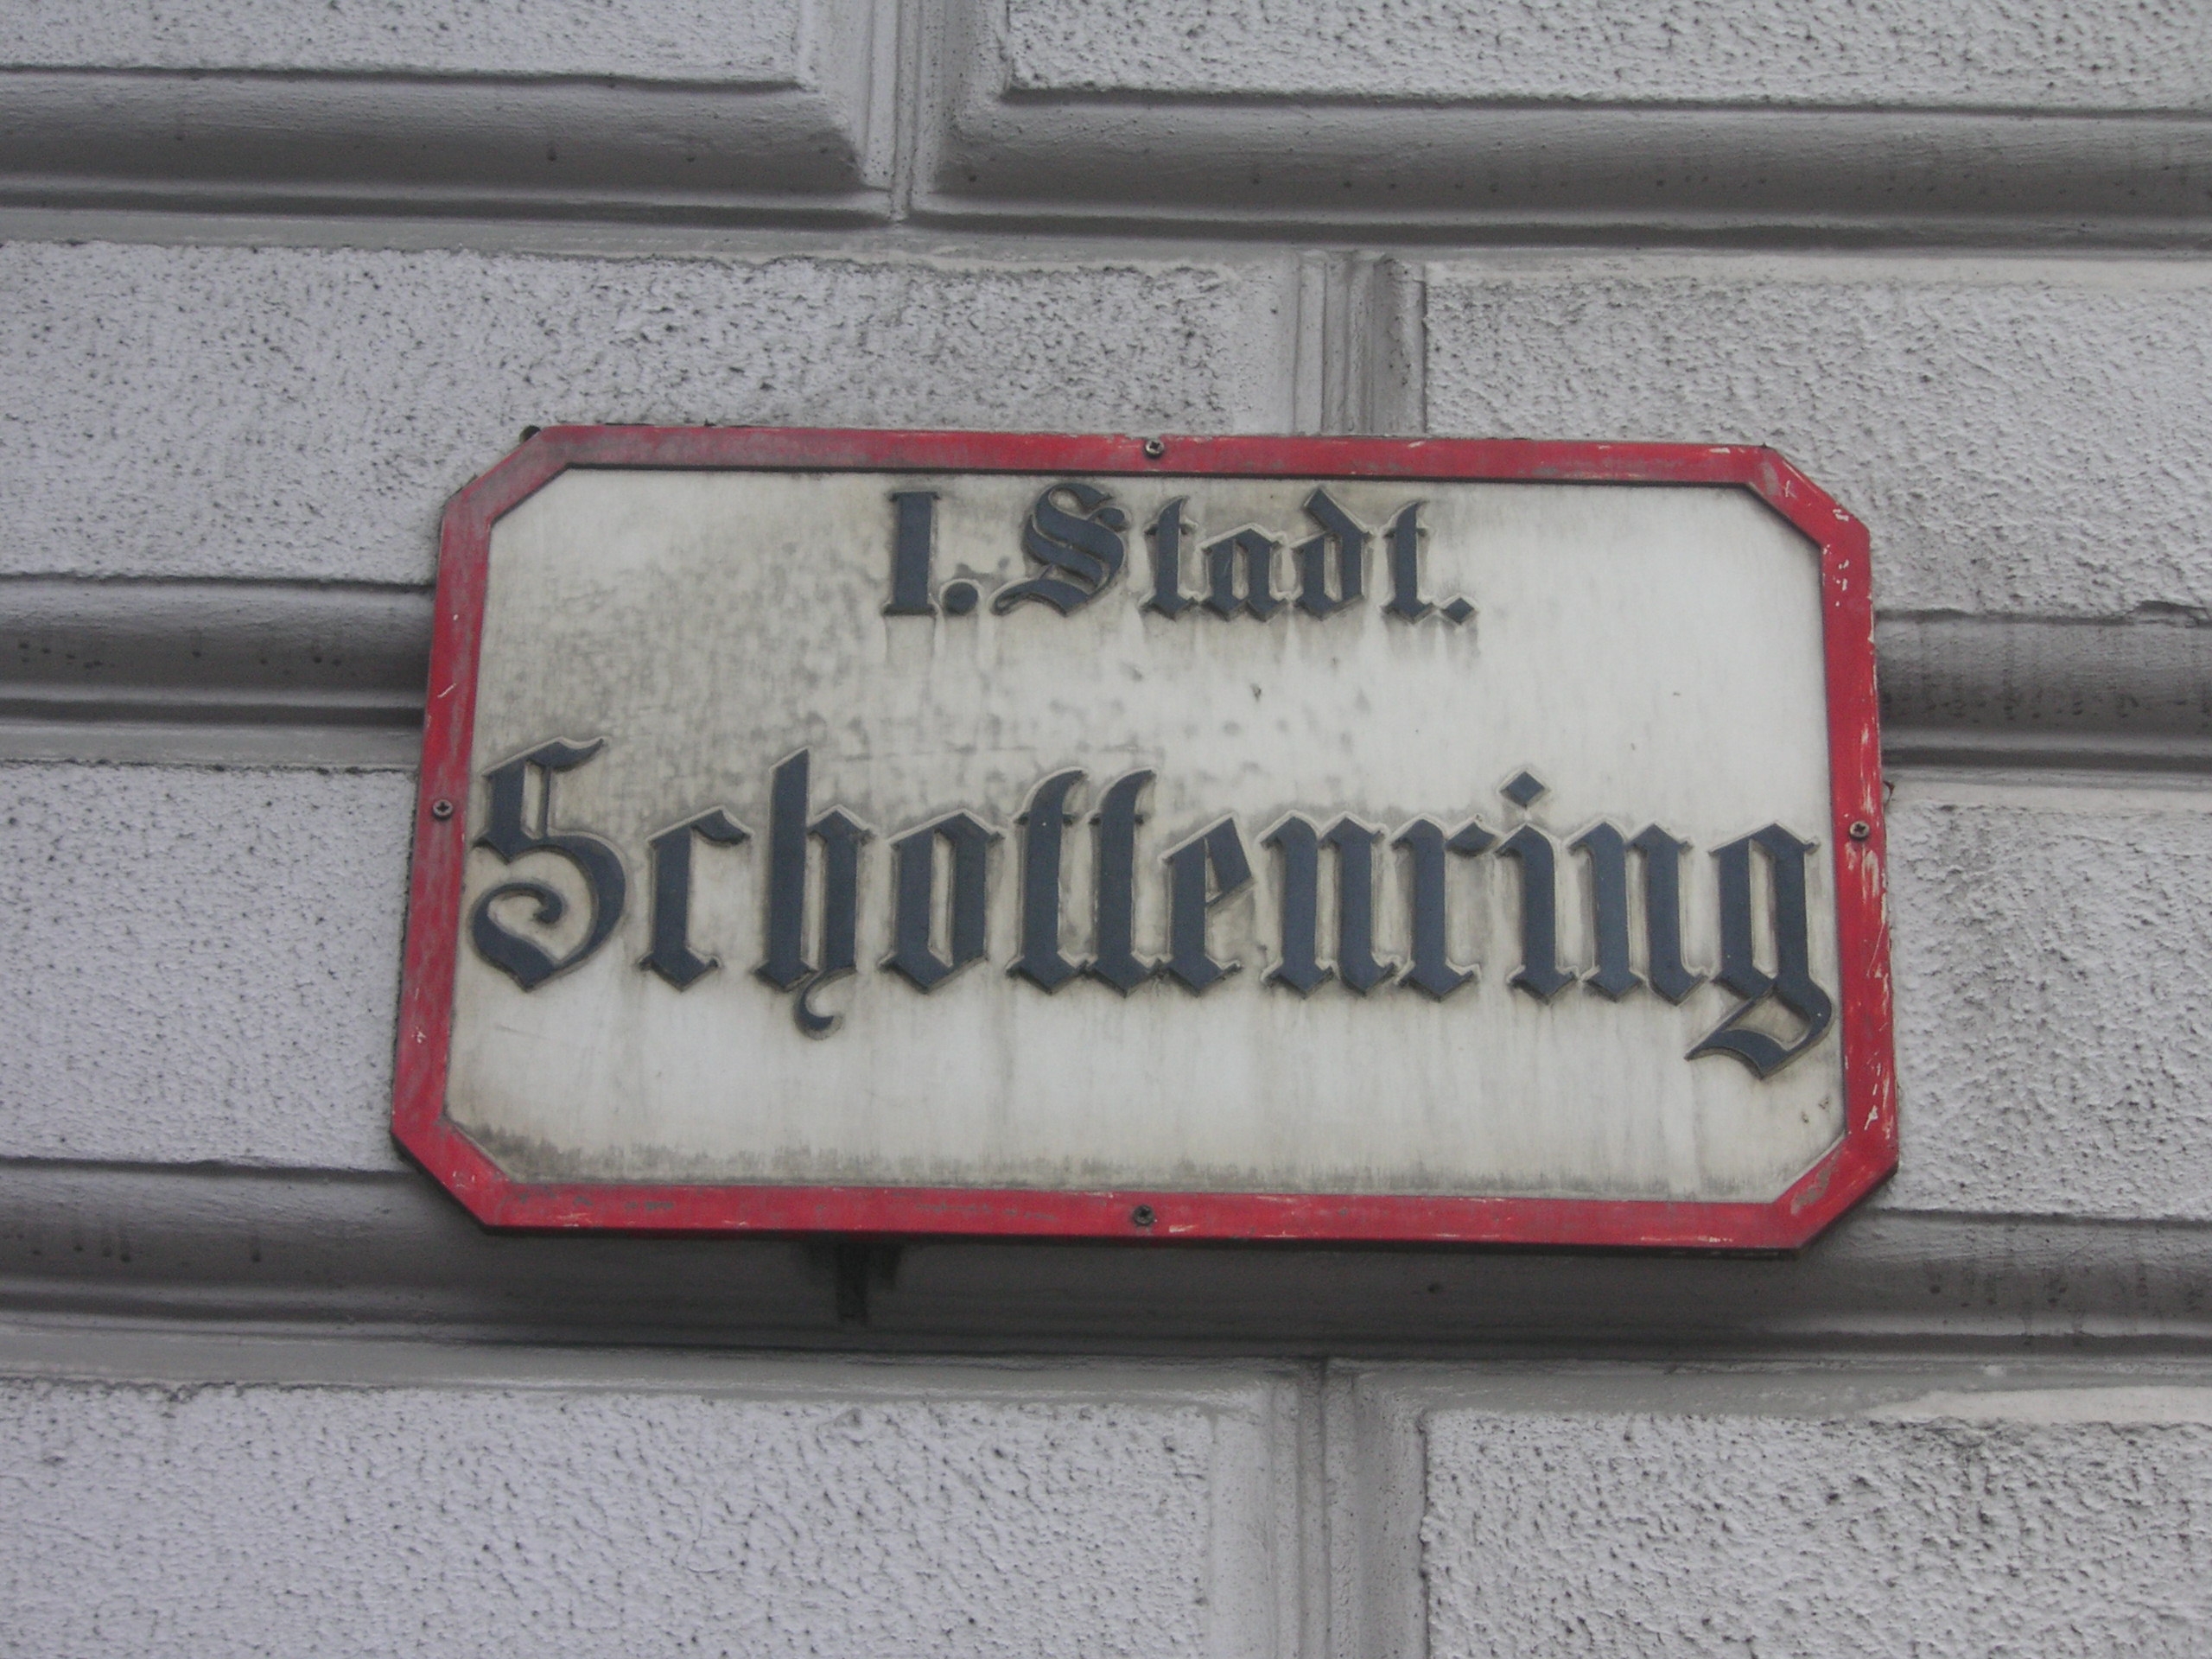 I. Stadt.
Schottenring